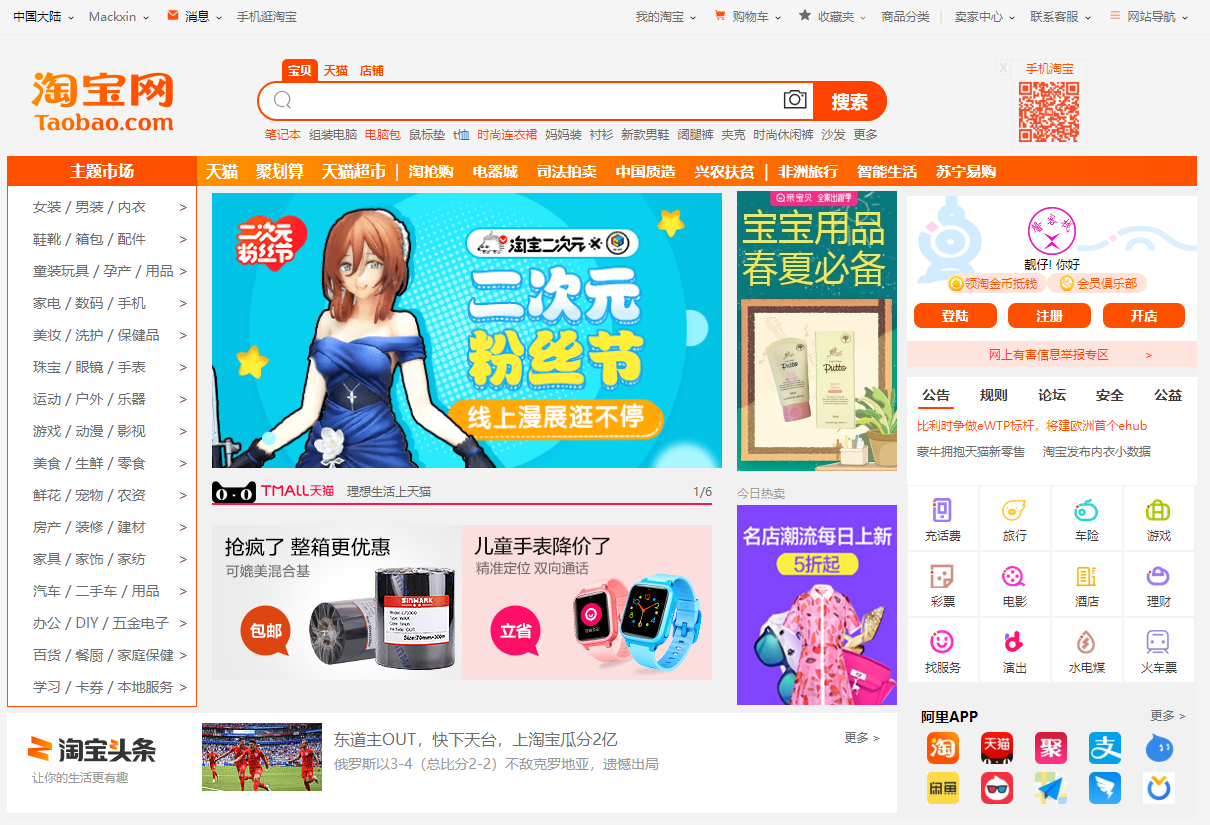 中国大陆 Mackxin 消息 手机逛淘宝 我的淘宝 购物车 收藏夹 商品分类 卖家中心 联系客服 网站导航
宝贝 天猫 店铺
X 手机淘宝
淘宝网
Taobao.com
搜索
笔记本 组装电脑 电脑包 鼠标垫 t恤 时尚连衣裙 妈妈装 衬衫 新款男鞋 阔腿裤 夹克 时尚休闲裤 沙发 更多
主题市场 天猫 聚划算 天猫超市 | 淘抢购 电器城 司法拍卖 中国质造 兴农扶贫 | 非洲旅行 智能生活 苏宁易购
女装 / 男装 / 内衣 >
鞋靴 / 箱包 / 配件 >
童装玩具 / 孕产 / 用品 >
家电 / 数码 / 手机 >
美妆 / 洗护 / 保健品 >
珠宝 / 眼镜 / 手表 >
运动 / 户外 / 乐器 >
游戏 / 动漫 / 影视 >
美食 / 生鲜 / 零食 >
鲜花 / 宠物 / 农资 >
房产 / 装修 / 建材 >
家具 / 家饰 / 家纺 >
汽车 / 二手车 / 用品 >
办公 / DIY / 五金电子 >
百货 / 餐厨 / 家庭保健 >
学习 / 卡券 / 本地服务 >
二次元
粉丝节
淘宝二次元
二次元
粉丝节
线上漫展逛不停
TMALL天猫 理想生活上天猫 1/6
抢疯了 整箱更优惠
可媲美混合基
包邮
SINMARK
儿童手表降价了
精准定位 双向通话
立省
亲宝贝 全家出游季
宝宝用品
春夏必备
Putto
Putto
今日热卖
名店潮流每日上新
5折起
靓仔! 你好
领淘金币抵钱 会员俱乐部
登陆 注册 开店
网上有害信息举报专区 >
公告 规则 论坛 安全 公益
比利时争做eWTP标杆，将建欧洲首个ehub
蒙牛拥抱天猫新零售 淘宝发布内衣小数据
充话费 旅行 车险 游戏
彩票 电影 酒店 理财
找服务 演出 水电煤 火车票
阿里APP 更多 >
淘 天猫 聚 支
闲鱼
淘宝头条
让你的生活更有趣
东道主OUT，快下天台，上淘宝瓜分2亿 更多 >
俄罗斯以3-4（总比分2-2）不敌克罗地亚，遗憾出局